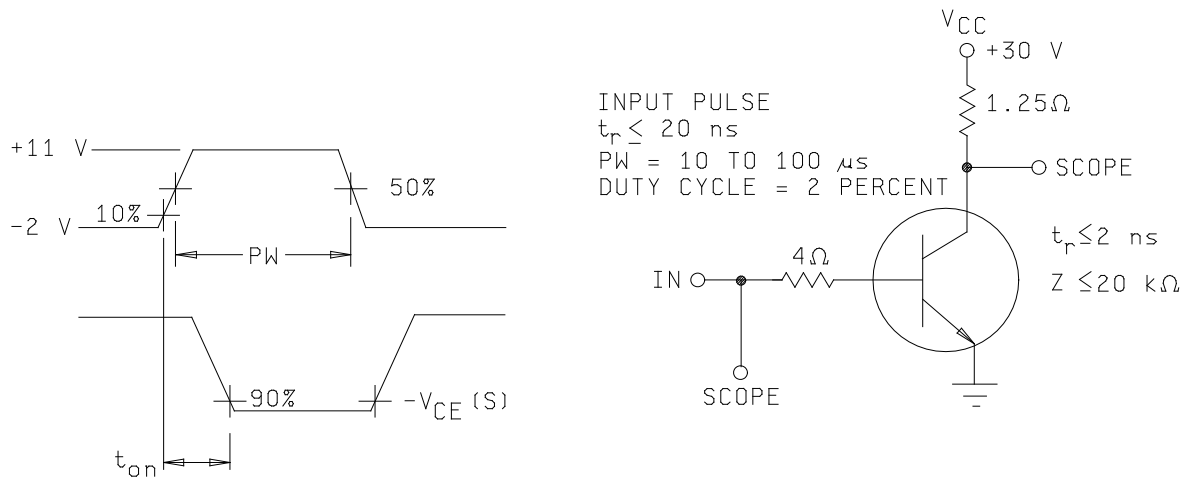 V_CC
+30 V
1.25Ω
INPUT PULSE
t_r ≤ 20 ns
PW = 10 TO 100 μs
DUTY CYCLE = 2 PERCENT
SCOPE
+11 V
50%
10%
-2 V
PW
t_r ≤2 ns
4Ω
IN
Z ≤20 kΩ
SCOPE
90%
-V_CE (S)
t_on